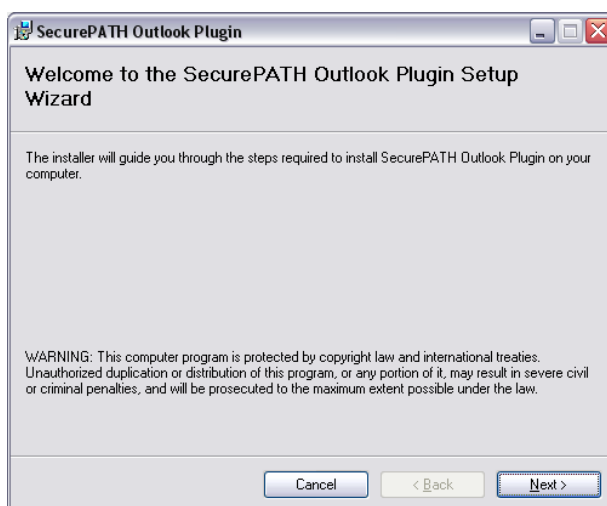 SecurePATH Outlook Plugin
Welcome to the SecurePATH Outlook Plugin Setup
Wizard
The installer will guide you through the steps required to install SecurePATH Outlook Plugin on your
computer.
WARNING: This computer program is protected by copyright law and international treaties.
Unauthorized duplication or distribution of this program, or any portion of it, may result in severe civil
or criminal penalties, and will be prosecuted to the maximum extent possible under the law.
Cancel < Back Next >